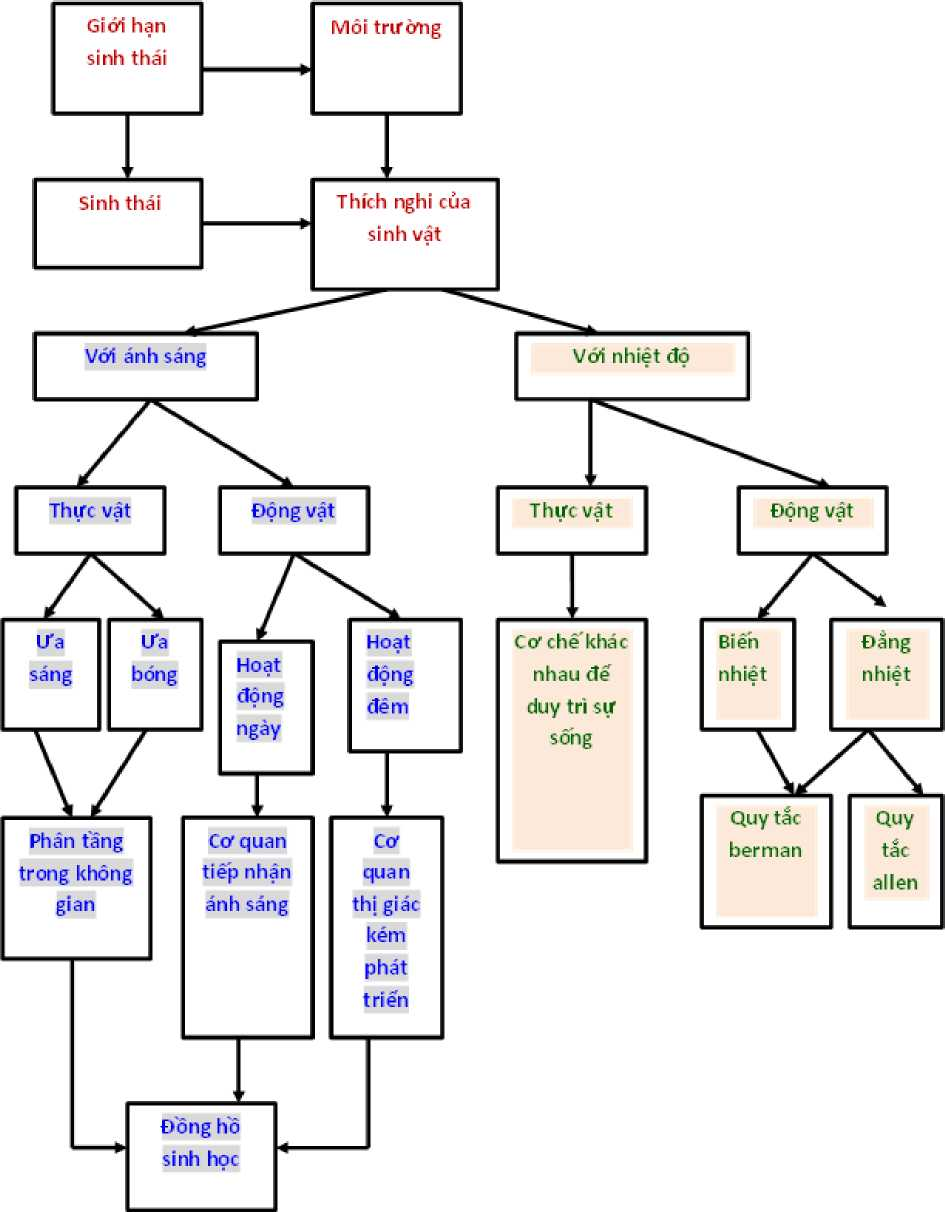 Giới hạn
sinh thái
Môi trường
Sinh thái
Thích nghi của
sinh vật
Với ánh sáng
Với nhiệt độ
Thực vật
Động vật
Thực vật
Động vật
Ưa
sáng
Ưa
bóng
Hoạt
động
ngày
Hoạt
động
đêm
Cơ chế khác
nhau để
duy trì sự
sống
Biến
nhiệt
Đẳng
nhiệt
Phân tầng
trong không
gian
Cơ quan
tiếp nhận
ánh sáng
Cơ
quan
thị giác
kém
phát
triển
Quy tắc
berman
Quy
tắc
allen
Đồng hồ
sinh học